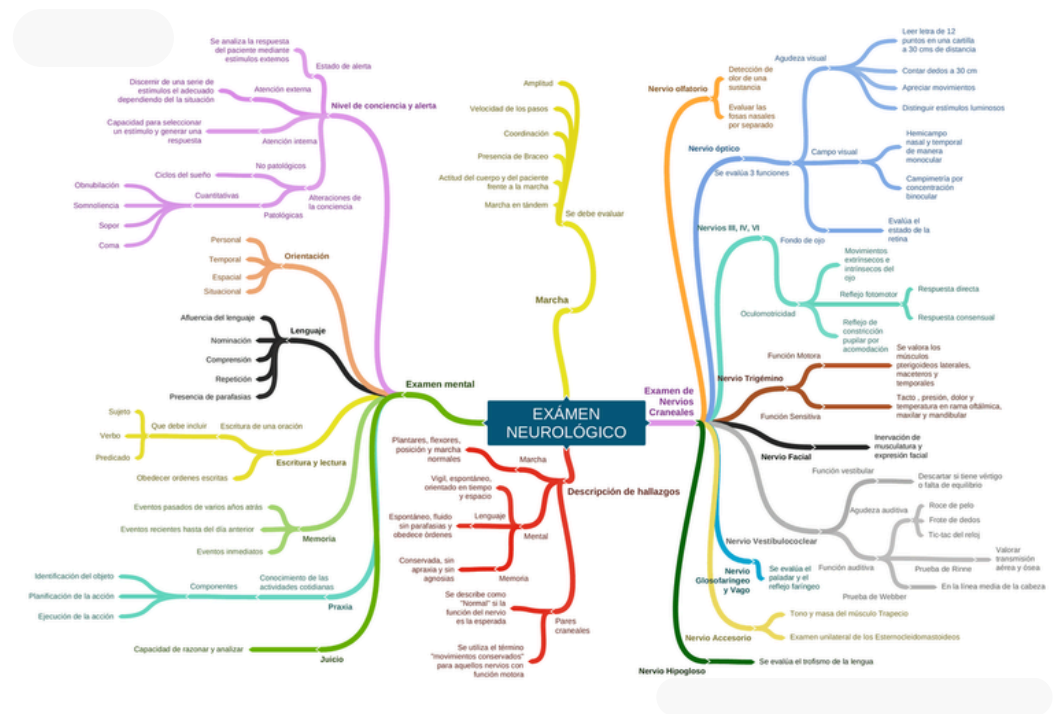 EXÁMEN
NEUROLÓGICO
Examen mental
Nivel de conciencia y alerta
Estado de alerta
Se analiza la respuesta
del paciente mediante
estímulos externos
Atención externa
Discernir de una serie de
estímulos el adecuado
dependiendo de la situación
Atención interna
Capacidad para seleccionar
un estímulo y generar una
respuesta
Alteraciones de
la conciencia
No patológicos
Ciclos del sueño
Patológicas
Cuantitativas
Obnubilación
Somnoliencia
Sopor
Coma
Orientación
Personal
Temporal
Espacial
Situacional
Lenguaje
Afluencia del lenguaje
Nominación
Comprensión
Repetición
Presencia de parafasias
Escritura y lectura
Escritura de una oración
Que debe incluir
Sujeto
Verbo
Predicado
Obedecer ordenes escritas
Memoria
Eventos pasados de varios años atrás
Eventos recientes hasta del día anterior
Eventos inmediatos
Praxia
Conocimiento de las
actividades cotidianas
Componentes
Identificación del objeto
Planificación de la acción
Ejecución de la acción
Juicio
Capacidad de razonar y analizar
Marcha
Se debe evaluar
Amplitud
Velocidad de los pasos
Coordinación
Presencia de Braceo
Actitud del cuerpo y del paciente
frente a la marcha
Marcha en tándem
Descripción de hallazgos
Marcha
Plantares, flexores,
posición y marcha
normales
Mental
Vigil, espontáneo,
orientado en tiempo
y espacio
Lenguaje
Espontáneo, fluido
sin parafasias y
obedece órdenes
Memoria
Conservada, sin
apraxia y sin
agnosias
Pares
craneales
Se describe como
"Normal" si la
función del nervio
es la esperada
Se utiliza el término
"movimientos conservados"
para aquellos nervios con
función motora
Examen de
Nervios
Craneales
Nervio olfatorio
Detección de
olor de una
sustancia
Evaluar las
fosas nasales
por separado
Nervio óptico
Se evalúa 3 funciones
Agudeza visual
Leer letra de 12
puntos en una cartilla
a 30 cms de distancia
Contar dedos a 30 cm
Apreciar movimientos
Distinguir estímulos luminosos
Campo visual
Hemicampo
nasal y temporal
de manera
monocular
Campimetría por
concentración
binocular
Fondo de ojo
Evalúa el
estado de la
retina
Nervios III, IV, VI
Oculomotricidad
Movimientos
extrínsecos e
intrínsecos del
ojo
Reflejo fotomotor
Respuesta directa
Respuesta consensual
Reflejo de
constricción
pupilar por
acomodación
Nervio Trigémino
Función Motora
Se valora los
músculos
pterigoideos laterales,
maceteros y
temporales
Función Sensitiva
Tacto , presión, dolor y
temperatura en rama oftálmica,
maxilar y mandibular
Nervio Facial
Inervación de
musculatura y
expresión facial
Nervio Vestibulococlear
Función vestibular
Descartar si tiene vértigo
o falta de equilibrio
Función auditiva
Agudeza auditiva
Roce de pelo
Frote de dedos
Tic-tac del reloj
Prueba de Rinne
Valorar
transmisión
aérea y ósea
Prueba de Webber
En la línea media de la cabeza
Nervio
Glosofaríngeo
y Vago
Se evalúa el
paladar y el
reflejo faríngeo
Nervio Accesorio
Tono y masa del músculo Trapecio
Examen unilateral de los Esternocleidomastoideos
Nervio Hipogloso
Se evalúa el trofismo de la lengua